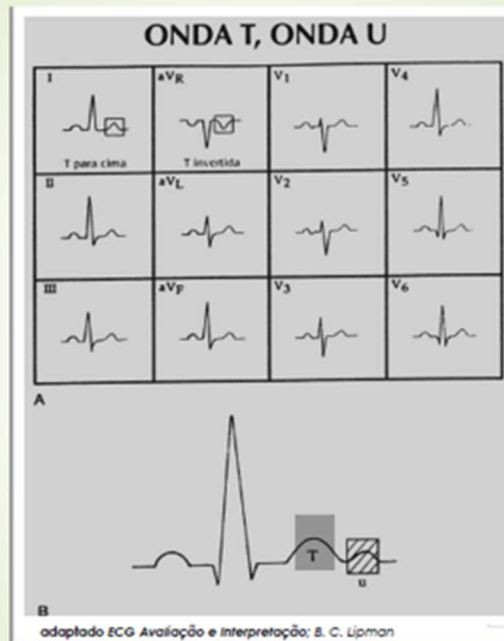 ONDA T, ONDA U
I aVR V1 V4
T para cima T invertida
II aVL V2 V5
III aVF V3 V6
A
T
u
B
adaptado ECG Avaliação e Interpretação; B. C. Lipman